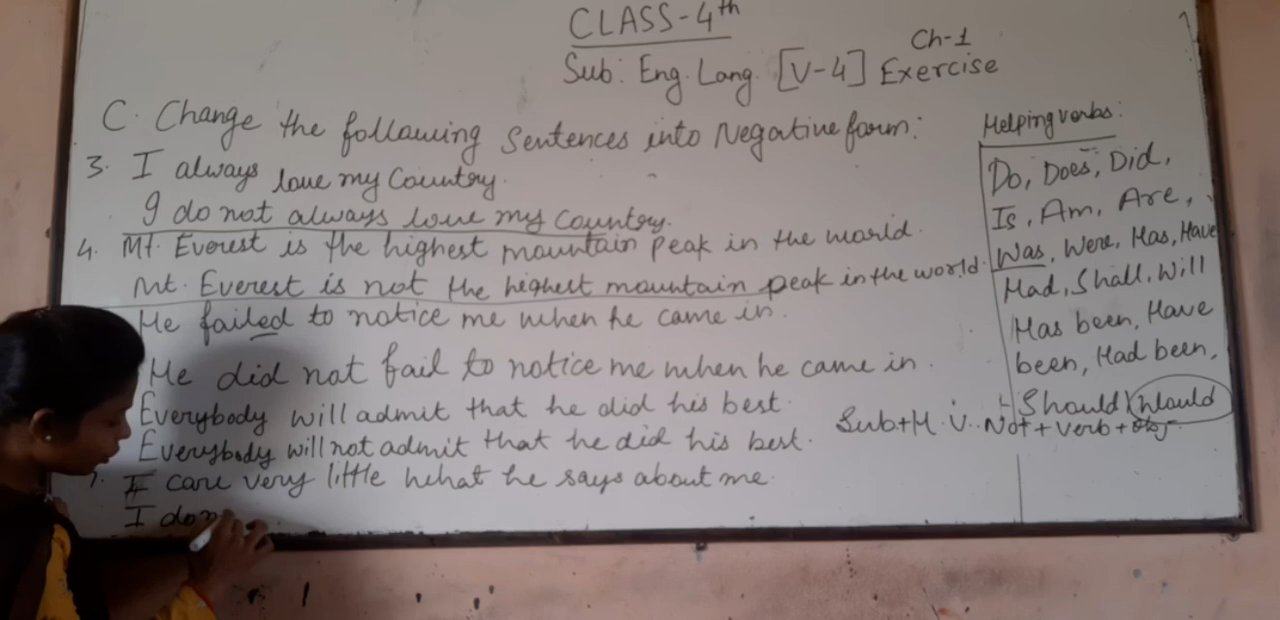 CLASS-4th
Sub: Eng. Lang. [V-4] Ch-1 Exercise
C. Change the following Sentences into Negative form:
3. I always love my Country.
I do not always love my Country.
4. Mt. Everest is the highest mountain peak in the world.
Mt. Everest is not the highest mountain peak in the world.
He failed to notice me when he came in.
He did not fail to notice me when he came in.
Everybody will admit that he did his best.
Everybody will not admit that he did his best.
7. I care very little what he says about me.
I do
Helping verbs:
Do, Does, Did,
Is, Am, Are,
Was, Were, Has, Have
Had, Shall, Will
Has been, Have
been, Had been,
Should, Would
Sub+H.V.+Not+Verb+Obj.